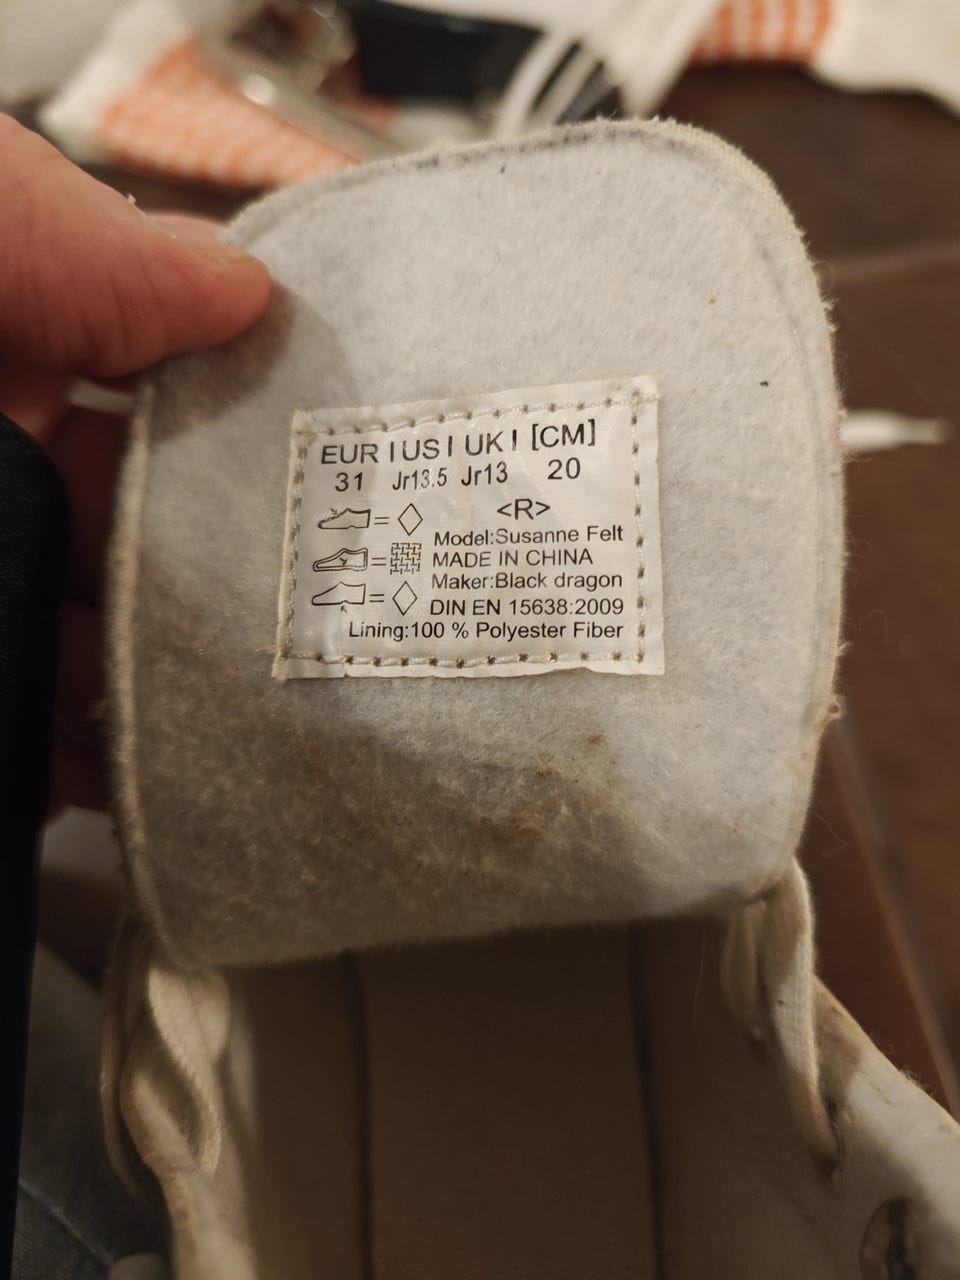 EUR | US | UK | [CM]
31 Jr13.5 Jr13 20
<R>
= Model:Susanne Felt
= MADE IN CHINA
Maker:Black dragon
= DIN EN 15638:2009
Lining:100 % Polyester Fiber